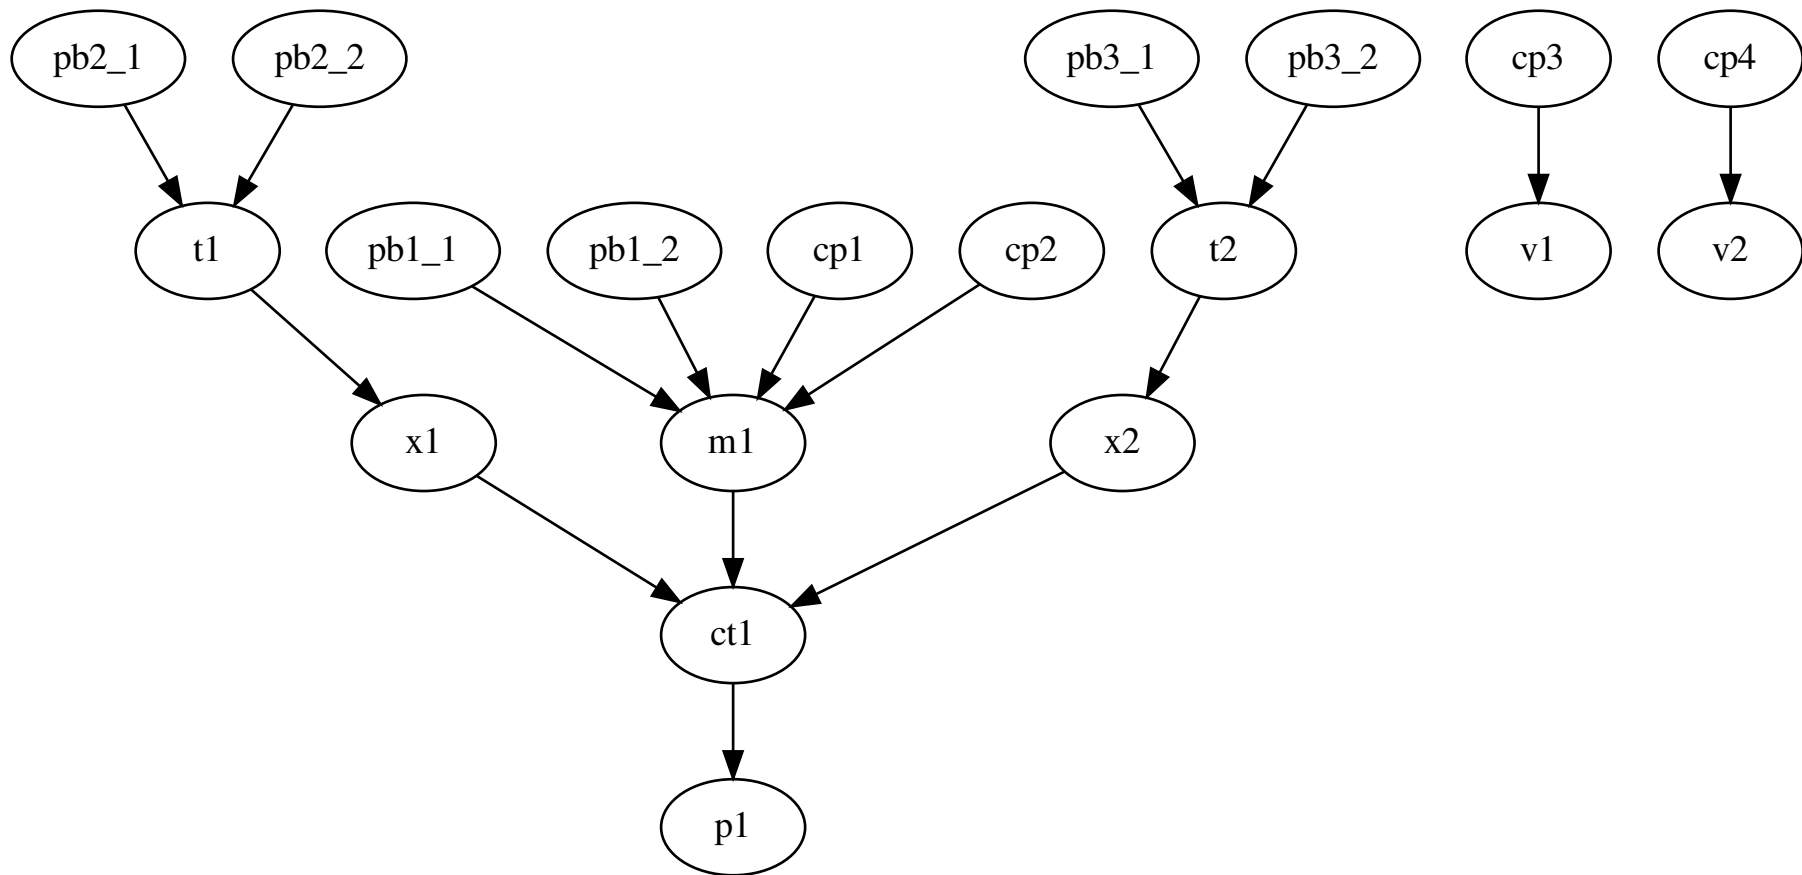 pb2_1 pb2_2 pb3_1 pb3_2 cp3 cp4
t1 pb1_1 pb1_2 cp1 cp2 t2 v1 v2
x1 m1 x2
ct1
p1